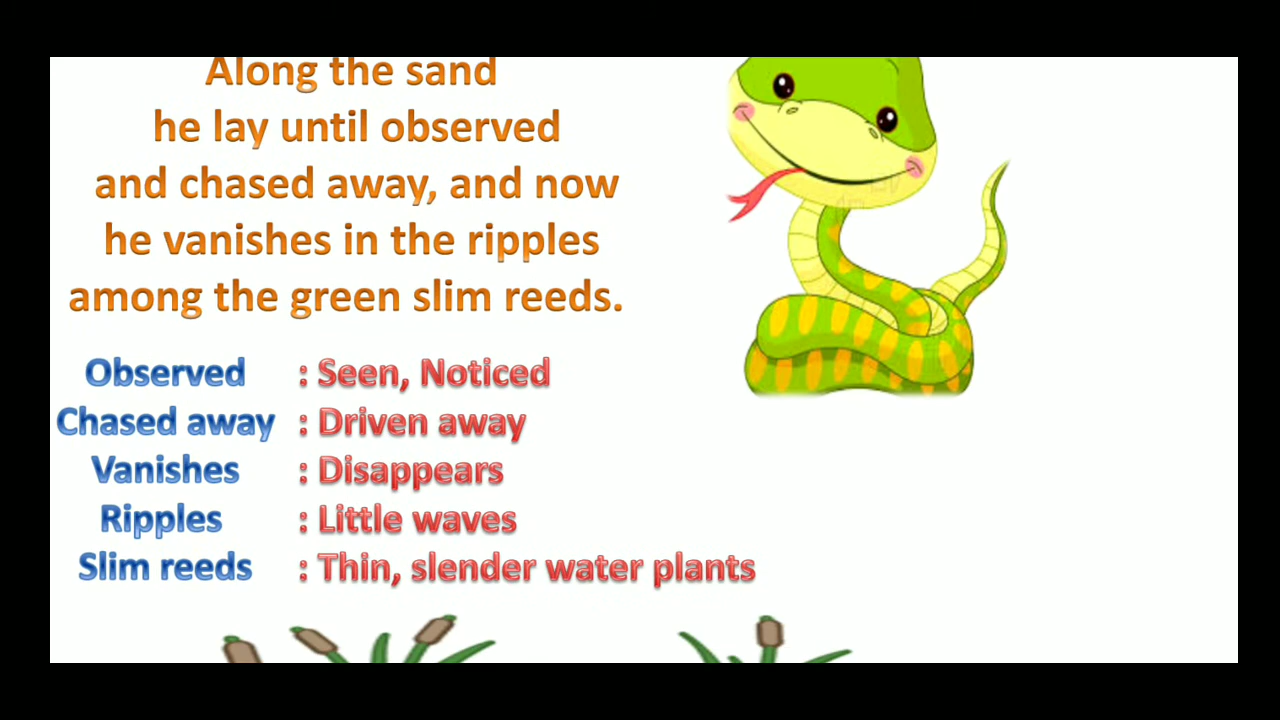 Along the sand
he lay until observed
and chased away, and now
he vanishes in the ripples
among the green slim reeds.
Observed : Seen, Noticed
Chased away : Driven away
Vanishes : Disappears
Ripples : Little waves
Slim reeds : Thin, slender water plants